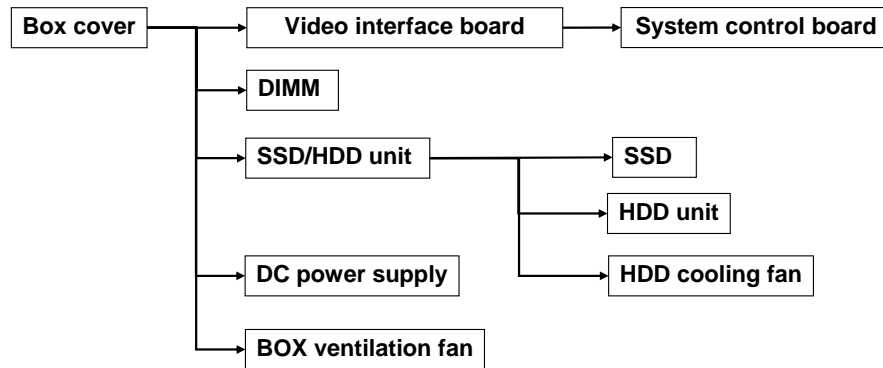 Box cover
Video interface board
System control board
DIMM
SSD/HDD unit
SSD
HDD unit
DC power supply
HDD cooling fan
BOX ventilation fan